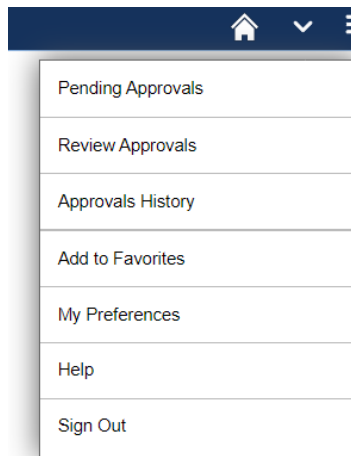 Pending Approvals
Review Approvals
Approvals History
Add to Favorites
My Preferences
Help
Sign Out